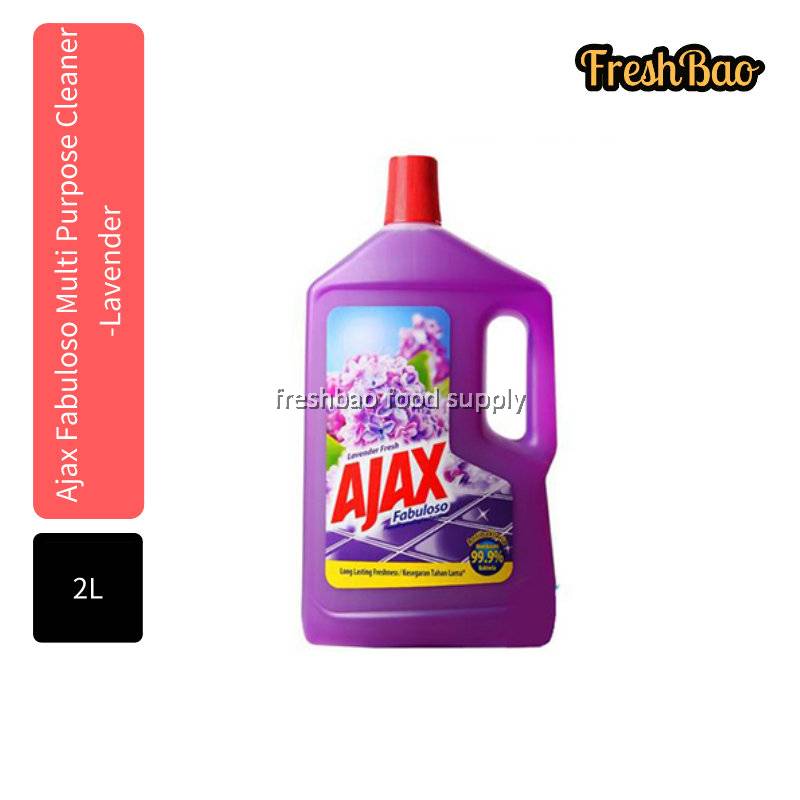 Ajax Fabuloso Multi Purpose Cleaner
-Lavender
2L
FreshBao
freshbao food supply
Lavender Fresh
AJAX
Fabuloso
99.9%
Bakteria
Long Lasting Freshness / Kesegaran Tahan Lama*